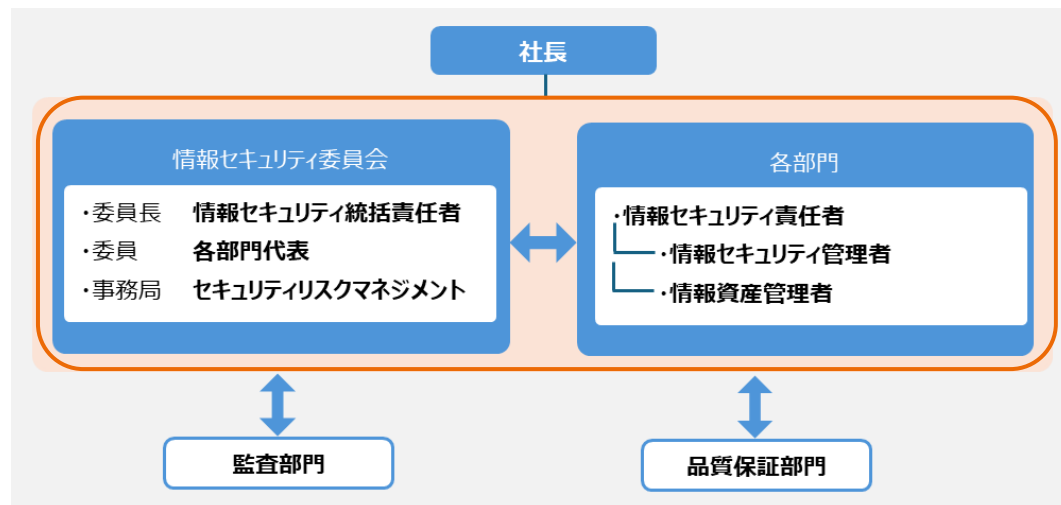 社長
情報セキュリティ委員会
・委員長 情報セキュリティ統括責任者
・委員 各部門代表
・事務局 セキュリティリスクマネジメント
各部門
・情報セキュリティ責任者
・情報セキュリティ管理者
・情報資産管理者
監査部門
品質保証部門